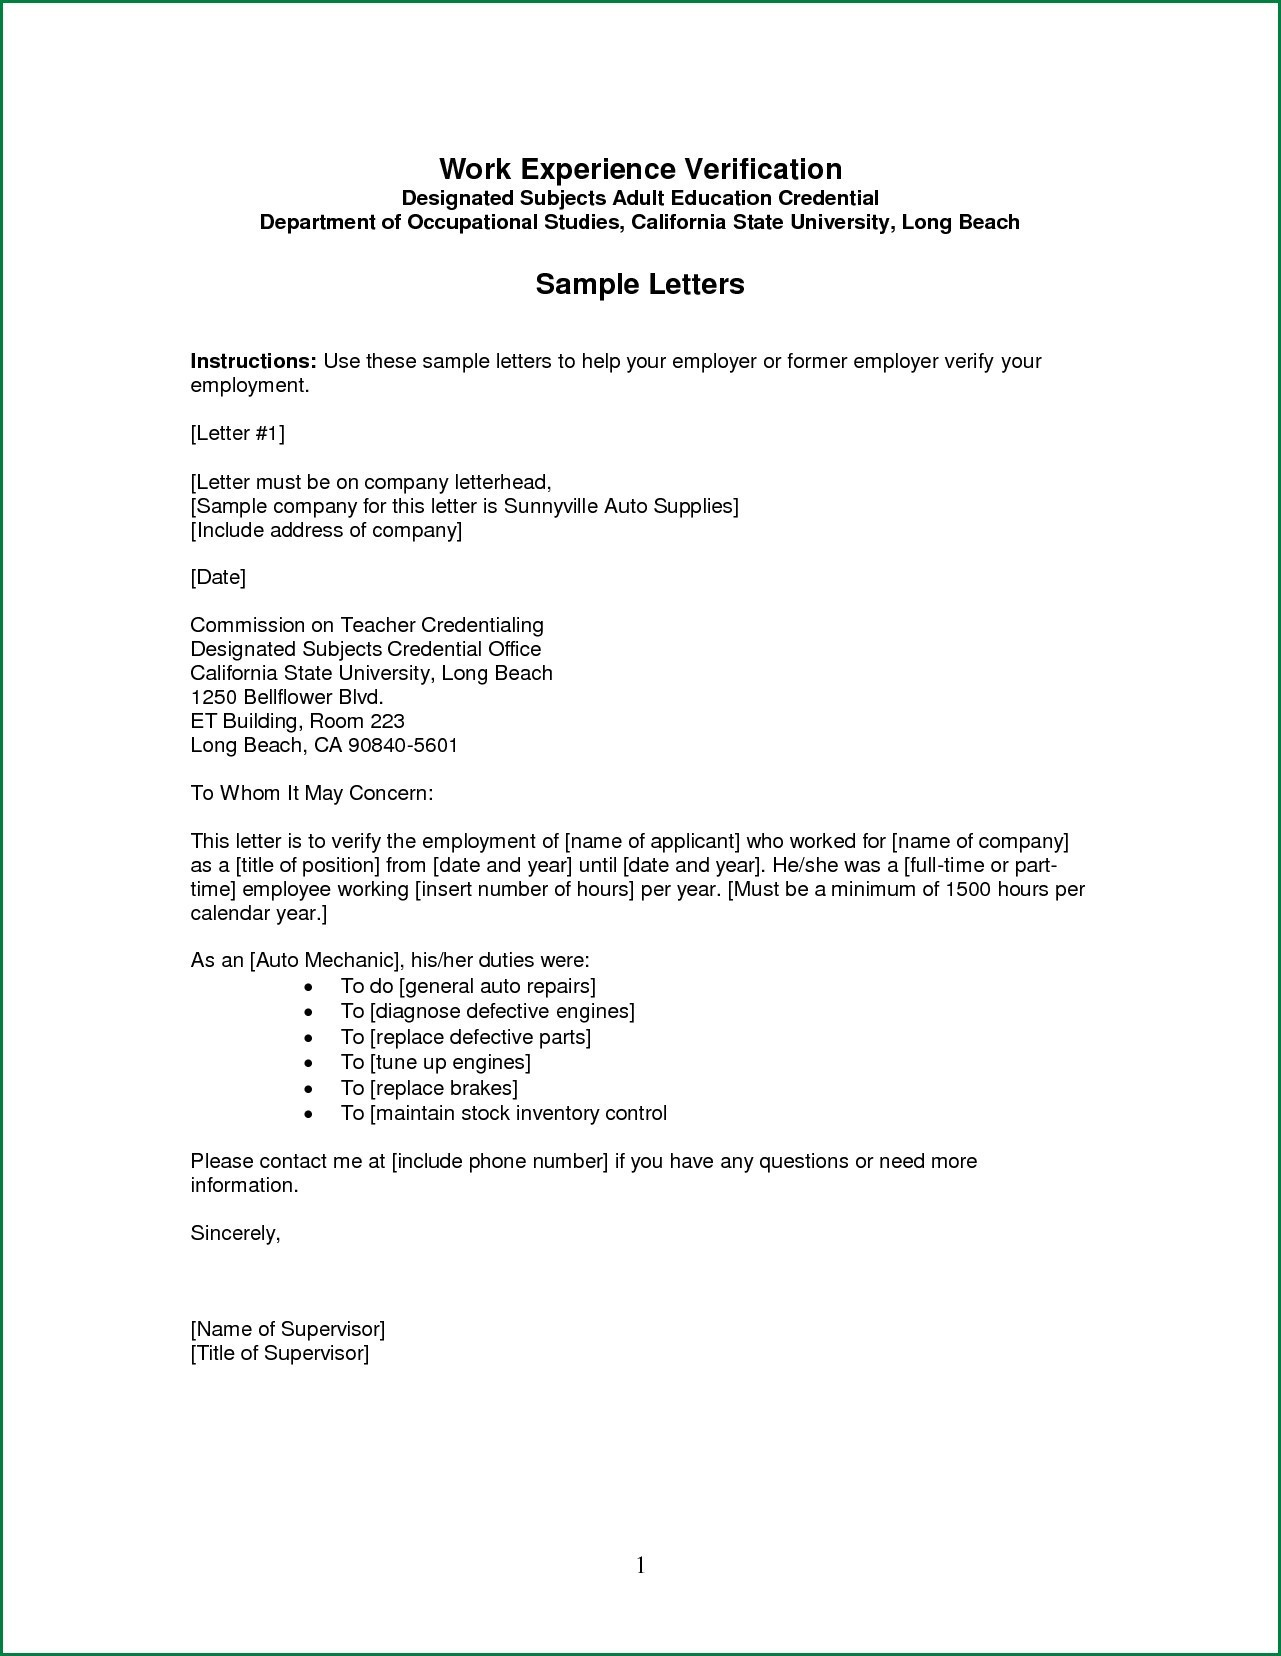 Work Experience Verification
Designated Subjects Adult Education Credential
Department of Occupational Studies, California State University, Long Beach
Sample Letters
Instructions: Use these sample letters to help your employer or former employer verify your
employment.
[Letter #1]
[Letter must be on company letterhead,
[Sample company for this letter is Sunnyville Auto Supplies]
[Include address of company]
[Date]
Commission on Teacher Credentialing
Designated Subjects Credential Office
California State University, Long Beach
1250 Bellflower Blvd.
ET Building, Room 223
Long Beach, CA 90840-5601
To Whom It May Concern:
This letter is to verify the employment of [name of applicant] who worked for [name of company]
as a [title of position] from [date and year] until [date and year]. He/she was a [full-time or part-
time] employee working [insert number of hours] per year. [Must be a minimum of 1500 hours per
calendar year.]
As an [Auto Mechanic], his/her duties were:
• To do [general auto repairs]
• To [diagnose defective engines]
• To [replace defective parts]
• To [tune up engines]
• To [replace brakes]
• To [maintain stock inventory control
Please contact me at [include phone number] if you have any questions or need more
information.
Sincerely,
[Name of Supervisor]
[Title of Supervisor]
1